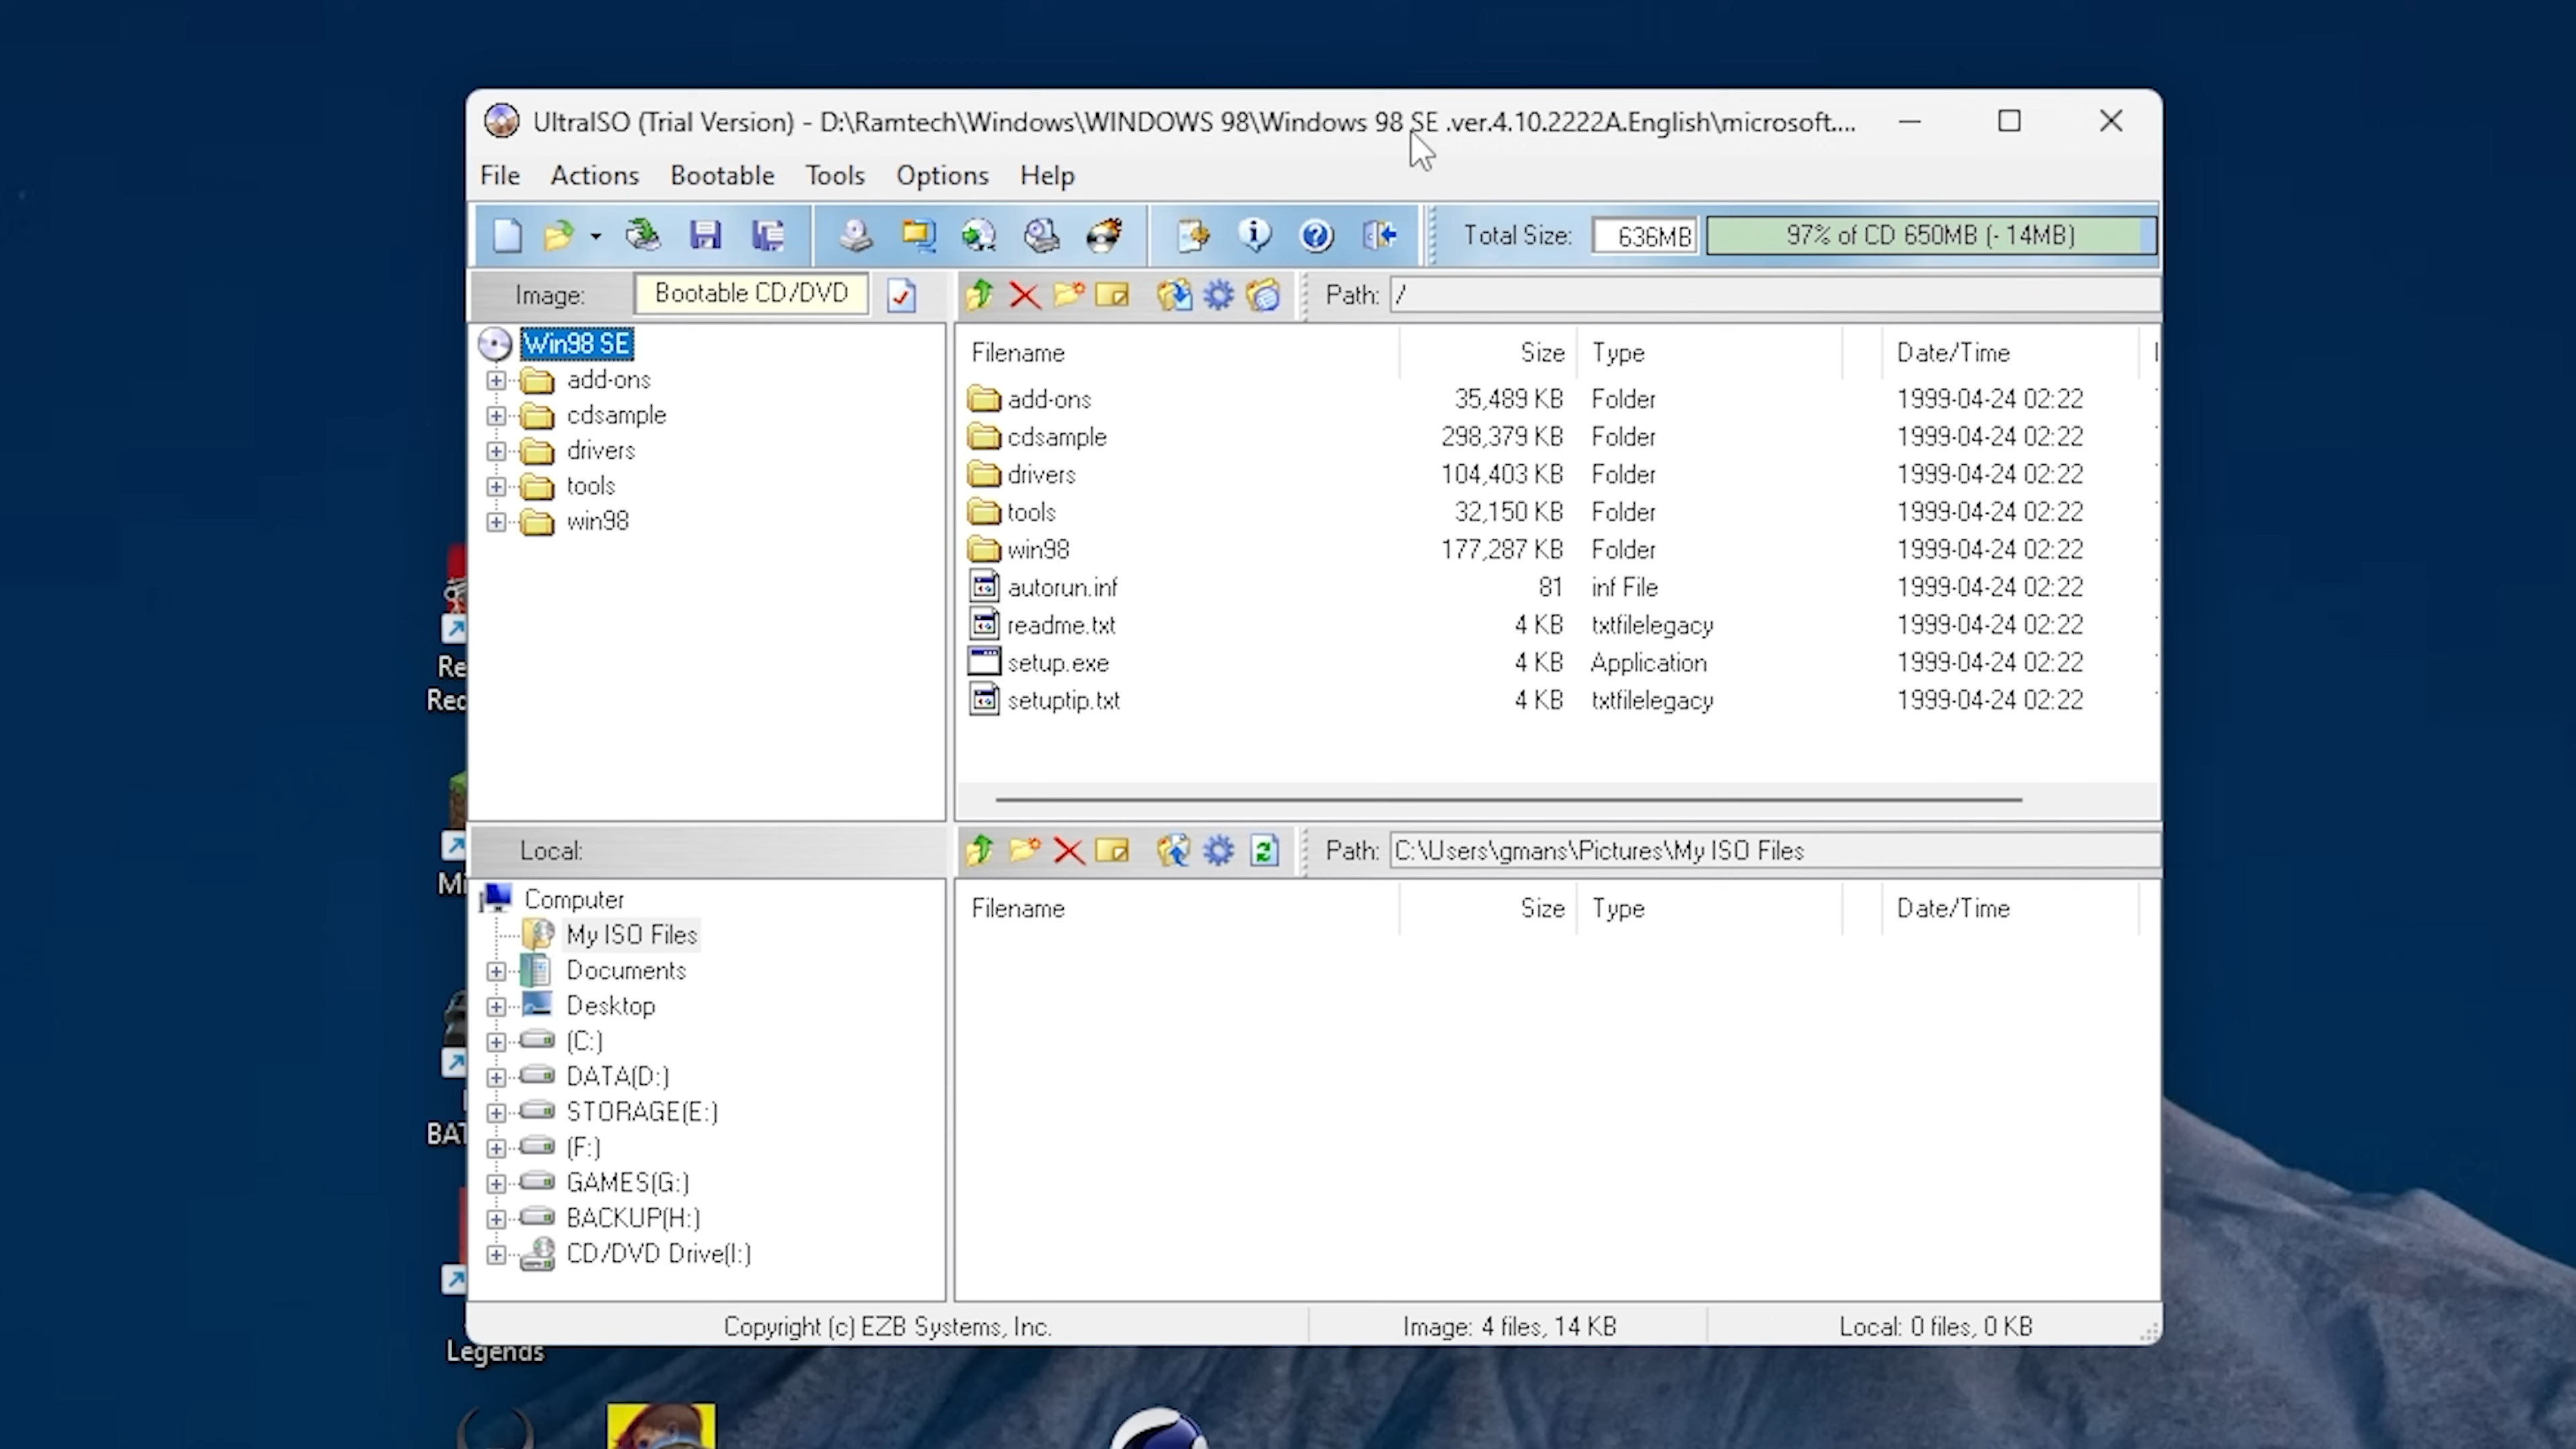 UltraISO (Trial Version) - D:\Ramtech\Windows\WINDOWS 98\Windows 98 SE .ver.4.10.2222A.English\microsoft....
File Actions Bootable Tools Options Help
Total Size: 636MB 97% of CD 650MB (- 14MB)
Image: Bootable CD/DVD Path: /
Win98 SE
add-ons
cdsample
drivers
tools
win98
Filename Size Type Date/Time
add-ons 35,489 KB Folder 1999-04-24 02:22
cdsample 298,379 KB Folder 1999-04-24 02:22
drivers 104,403 KB Folder 1999-04-24 02:22
tools 32,150 KB Folder 1999-04-24 02:22
win98 177,287 KB Folder 1999-04-24 02:22
autorun.inf 81 inf File 1999-04-24 02:22
readme.txt 4 KB txtfilelegacy 1999-04-24 02:22
setup.exe 4 KB Application 1999-04-24 02:22
setuptip.txt 4 KB txtfilelegacy 1999-04-24 02:22
Local: Path: C:\Users\gmans\Pictures\My ISO Files
Computer
My ISO Files
Documents
Desktop
(C:)
DATA(D:)
STORAGE(E:)
(F:)
GAMES(G:)
BACKUP(H:)
CD/DVD Drive(I:)
Filename Size Type Date/Time
Copyright (c) EZB Systems, Inc. Image: 4 files, 14 KB Local: 0 files, 0 KB
Re
Rec
Mi
BAT
Legends